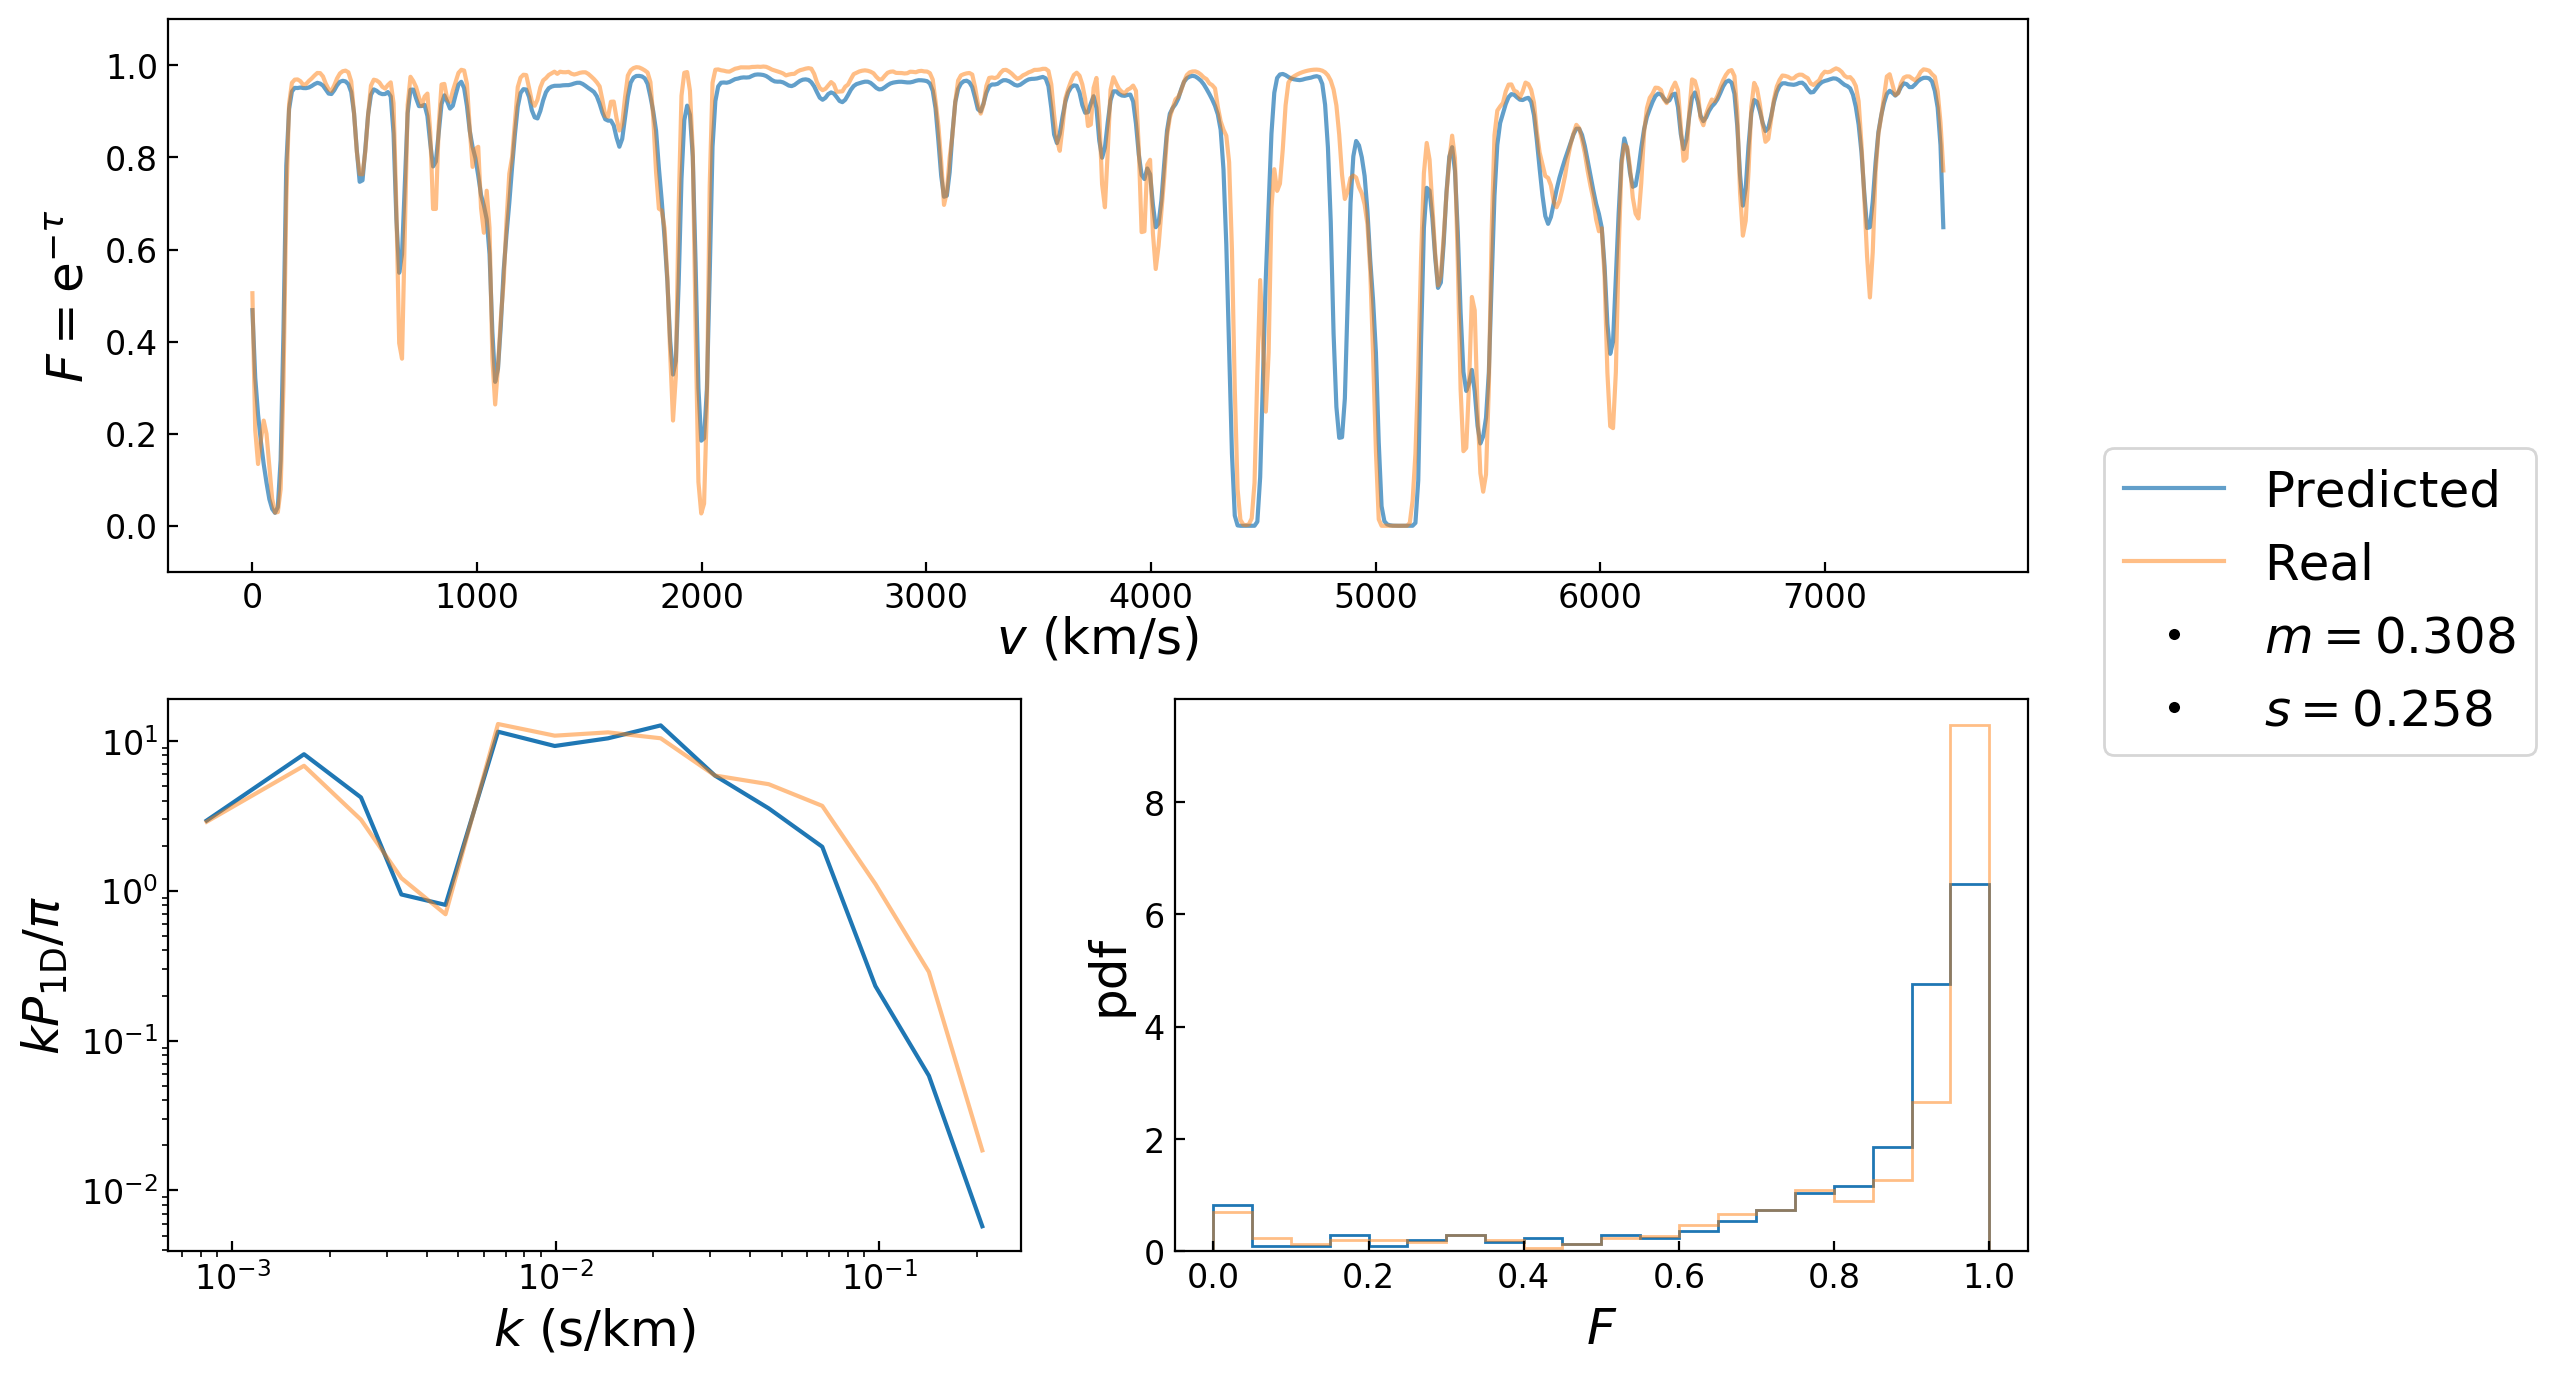 F = e^{-τ}
1.0
0.8
0.6
0.4
0.2
0.0
0 1000 2000 3000 4000 5000 6000 7000
v (km/s)
Predicted
Real
m = 0.308
s = 0.258
kP_{1D}/π
10^1
10^0
10^{-1}
10^{-2}
10^{-3} 10^{-2} 10^{-1}
k (s/km)
pdf
8
6
4
2
0
0.0 0.2 0.4 0.6 0.8 1.0
F